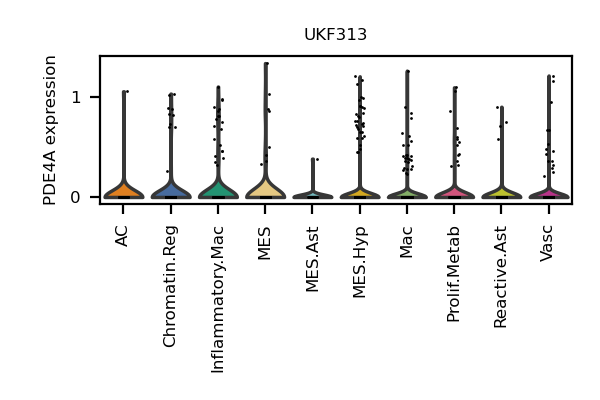 UKF313
PDE4A expression
1
0
AC
Chromatin.Reg
Inflammatory.Mac
MES
MES.Ast
MES.Hyp
Mac
Prolif.Metab
Reactive.Ast
Vasc